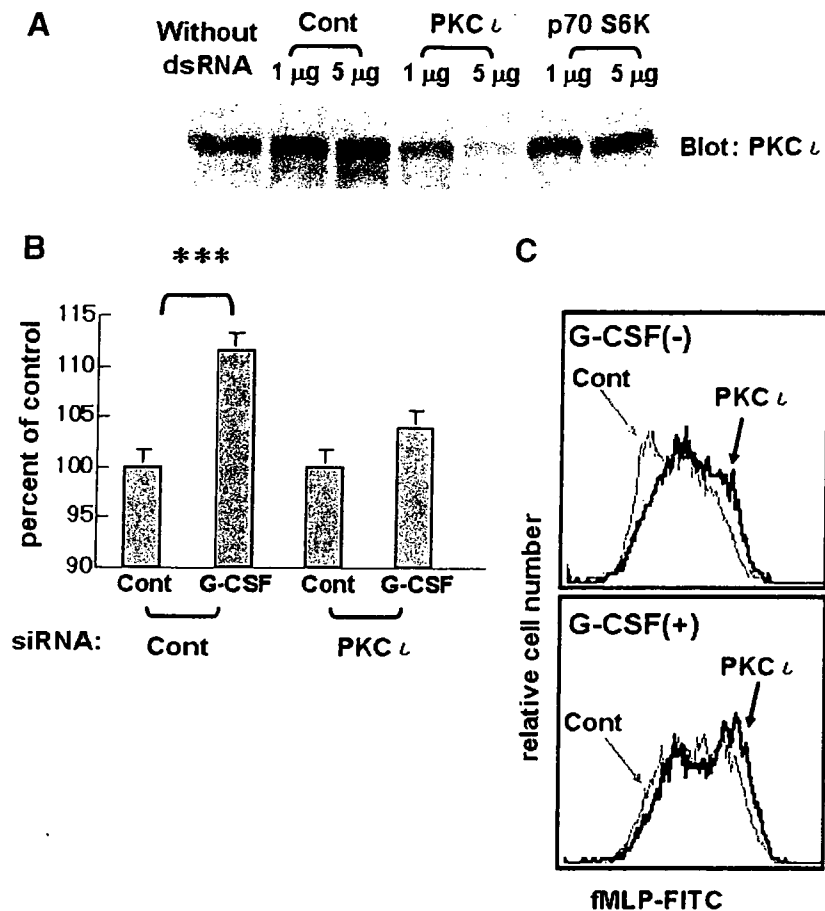 A
Without dsRNA
Cont
PKC ι
p70 S6K
1 µg 5 µg 1 µg 5 µg 1 µg 5 µg
Blot: PKC ι
B
***
percent of control
115
110
105
100
95
90
Cont G-CSF Cont G-CSF
siRNA: Cont PKC ι
C
G-CSF(-)
Cont
PKC ι
G-CSF(+)
PKC ι
Cont
relative cell number
fMLP-FITC